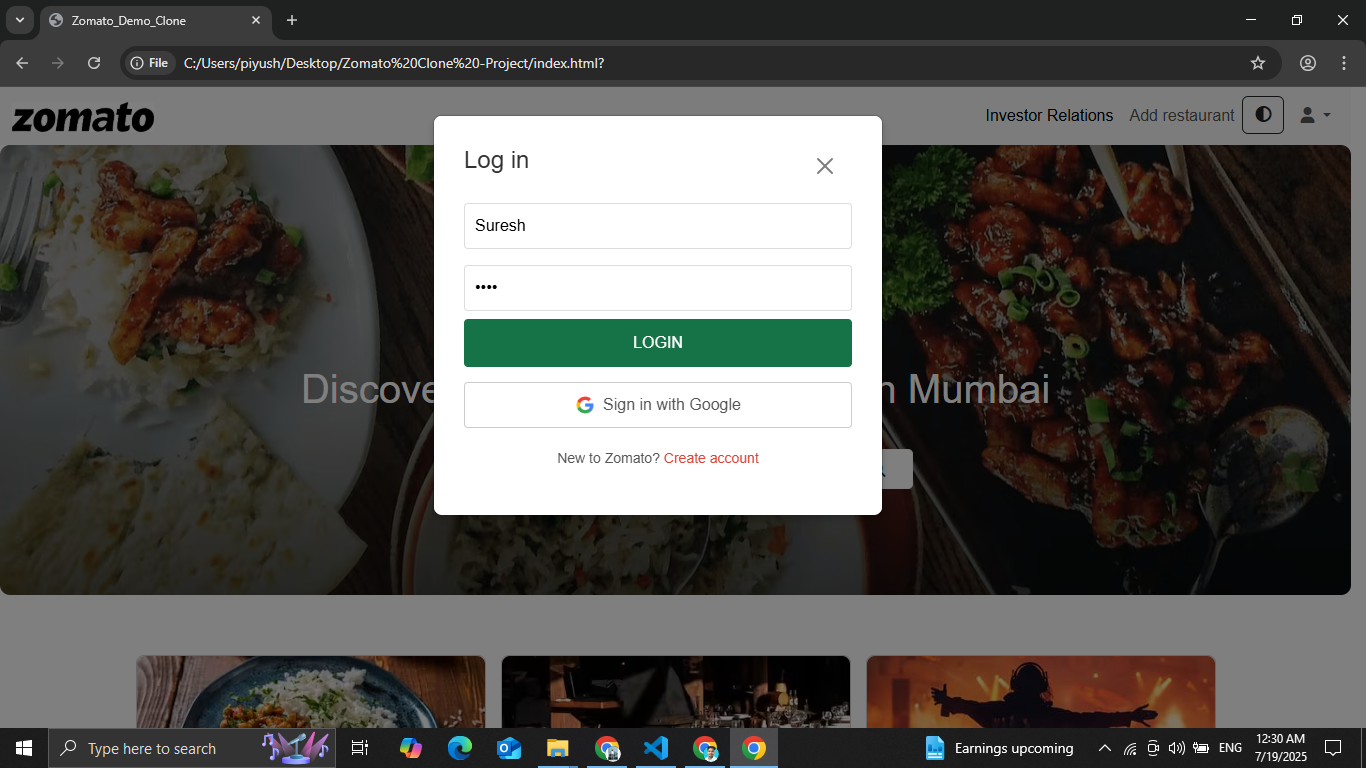 Zomato_Demo_Clone
File
C:/Users/piyush/Desktop/Zomato%20Clone%20-Project/index.html?
zomato
Investor Relations
Add restaurant
Log in
Suresh
••••
LOGIN
Discove
n Mumbai
Sign in with Google
New to Zomato? Create account
Type here to search
Earnings upcoming
ENG
12:30 AM
7/19/2025